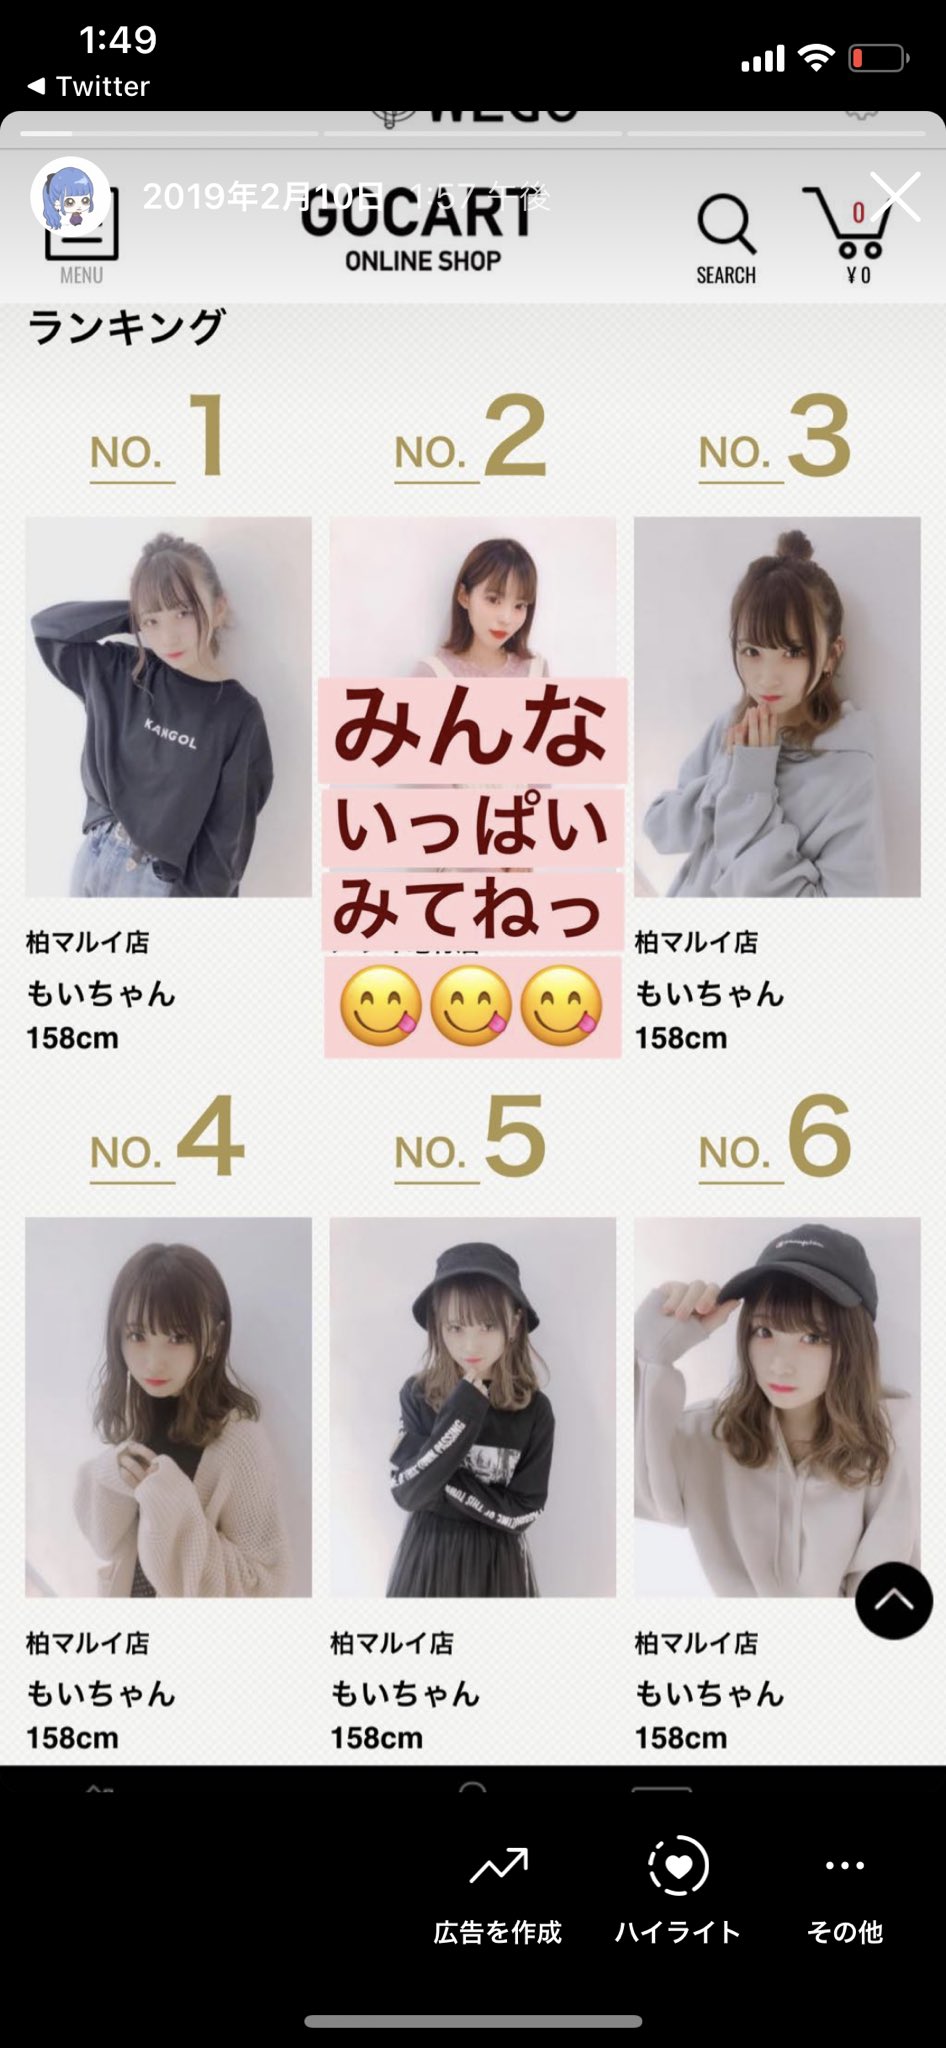 1:49
◀ Twitter
WEGO
2019年2月10日 1:57 午後
MENU
GOCART
ONLINE SHOP
SEARCH
0
¥0
ランキング
NO. 1
NO. 2
NO. 3
KANGOL
みんな
いっぱい
みてねっ
😋😋😋
柏マルイ店
もいちゃん
158cm
柏マルイ店
もいちゃん
158cm
NO. 4
NO. 5
NO. 6
柏マルイ店
もいちゃん
158cm
柏マルイ店
もいちゃん
158cm
柏マルイ店
もいちゃん
158cm
広告を作成
ハイライト
その他